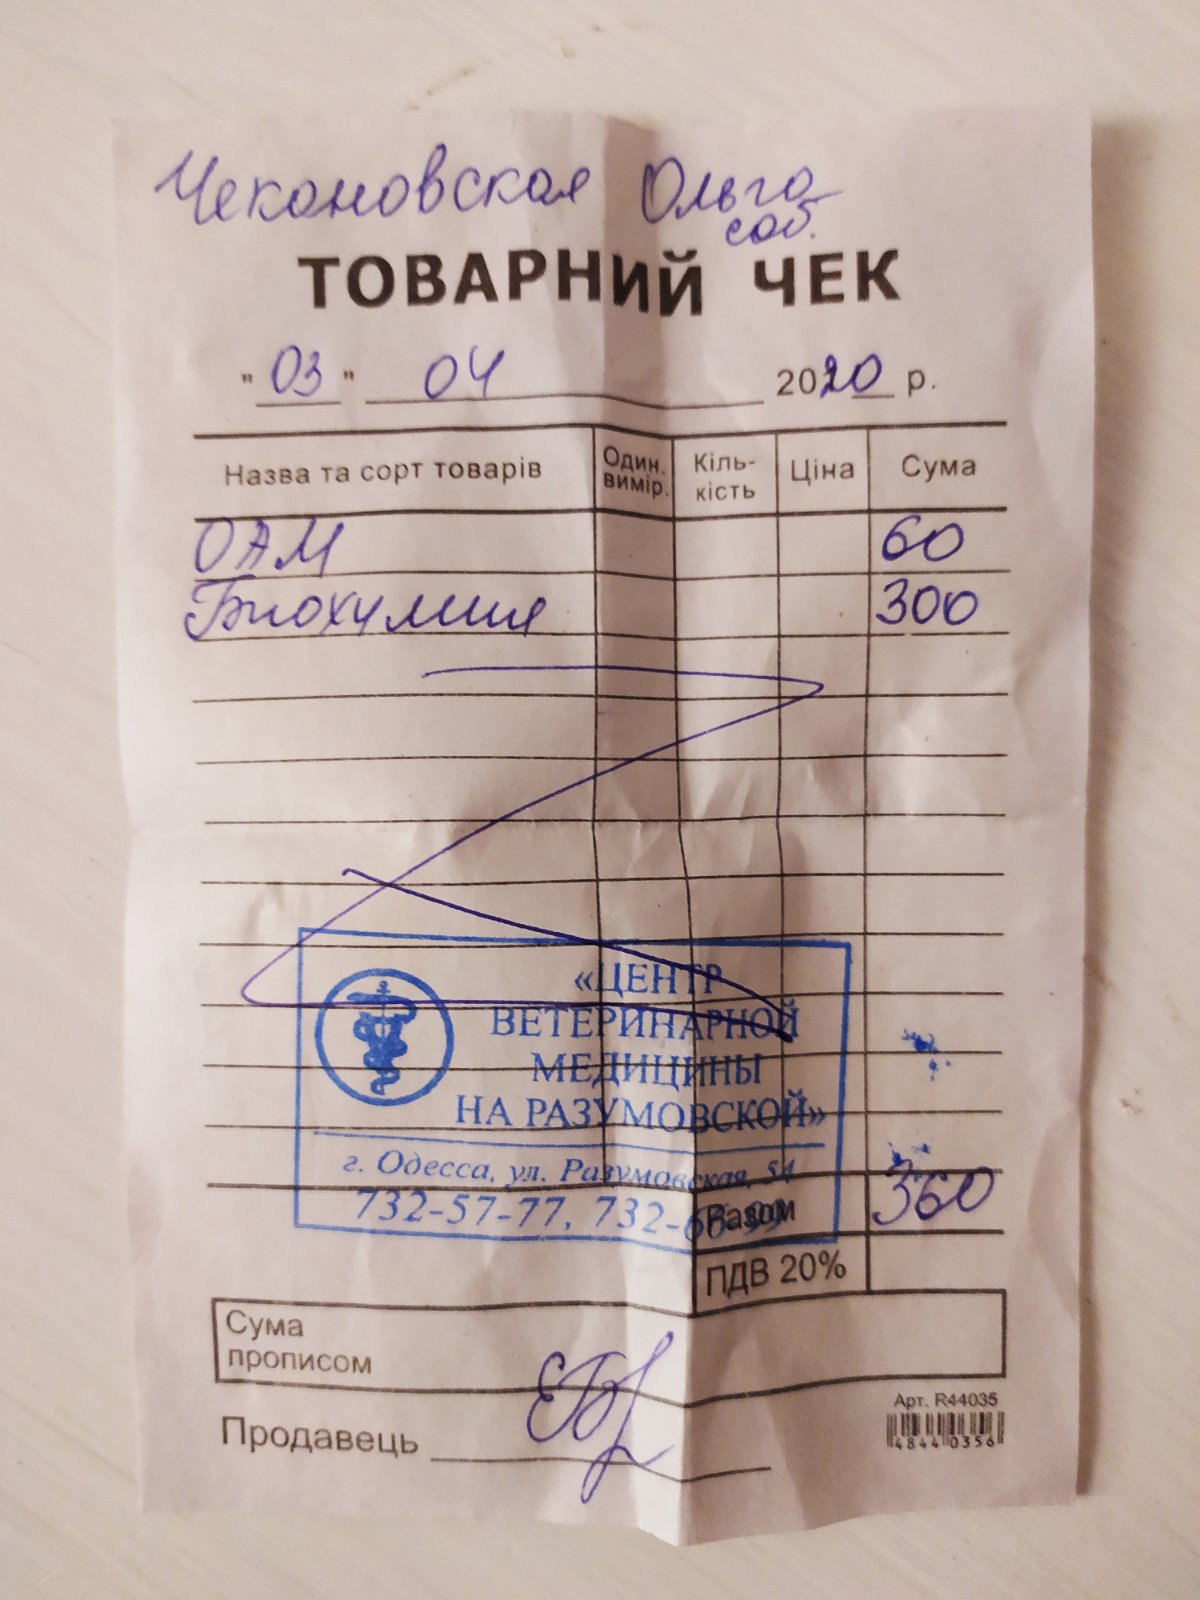 Чекановская Ольга
соб.
ТОВАРНИЙ ЧЕК
"03" 04 2020 р.
Назва та сорт товарів Один. вимір. Кіль-кість Ціна Сума
ОАМ 60
Биохимия 300
«ЦЕНТР
ВЕТЕРИНАРНОЙ
МЕДИЦИНЫ
НА РАЗУМОВСКОЙ»
г. Одесса, ул. Разумовская, 54
732-57-77,
Разом 360
ПДВ 20%
Сума
прописом
Продавець
Арт. R44035
48440356